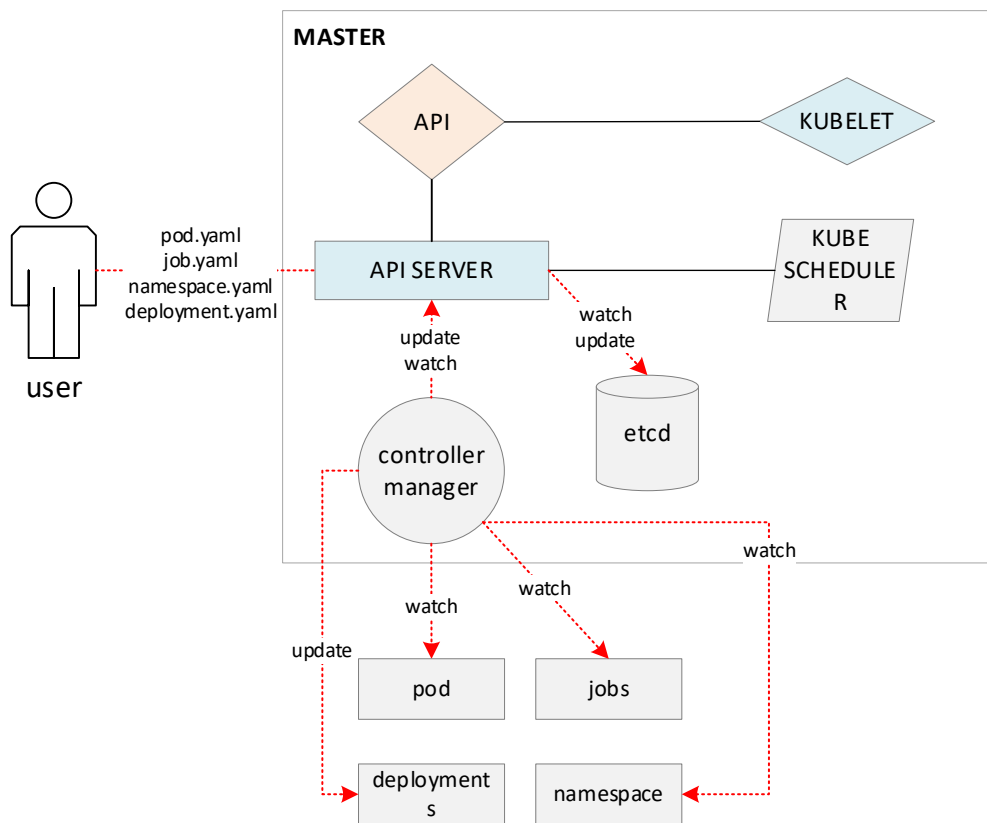 MASTER
API
KUBELET
pod.yaml
job.yaml
namespace.yaml
deployment.yaml
API SERVER
KUBE
SCHEDULE
R
user
update
watch
watch
update
etcd
controller
manager
watch
watch
watch
update
pod
jobs
deployment
s
namespace